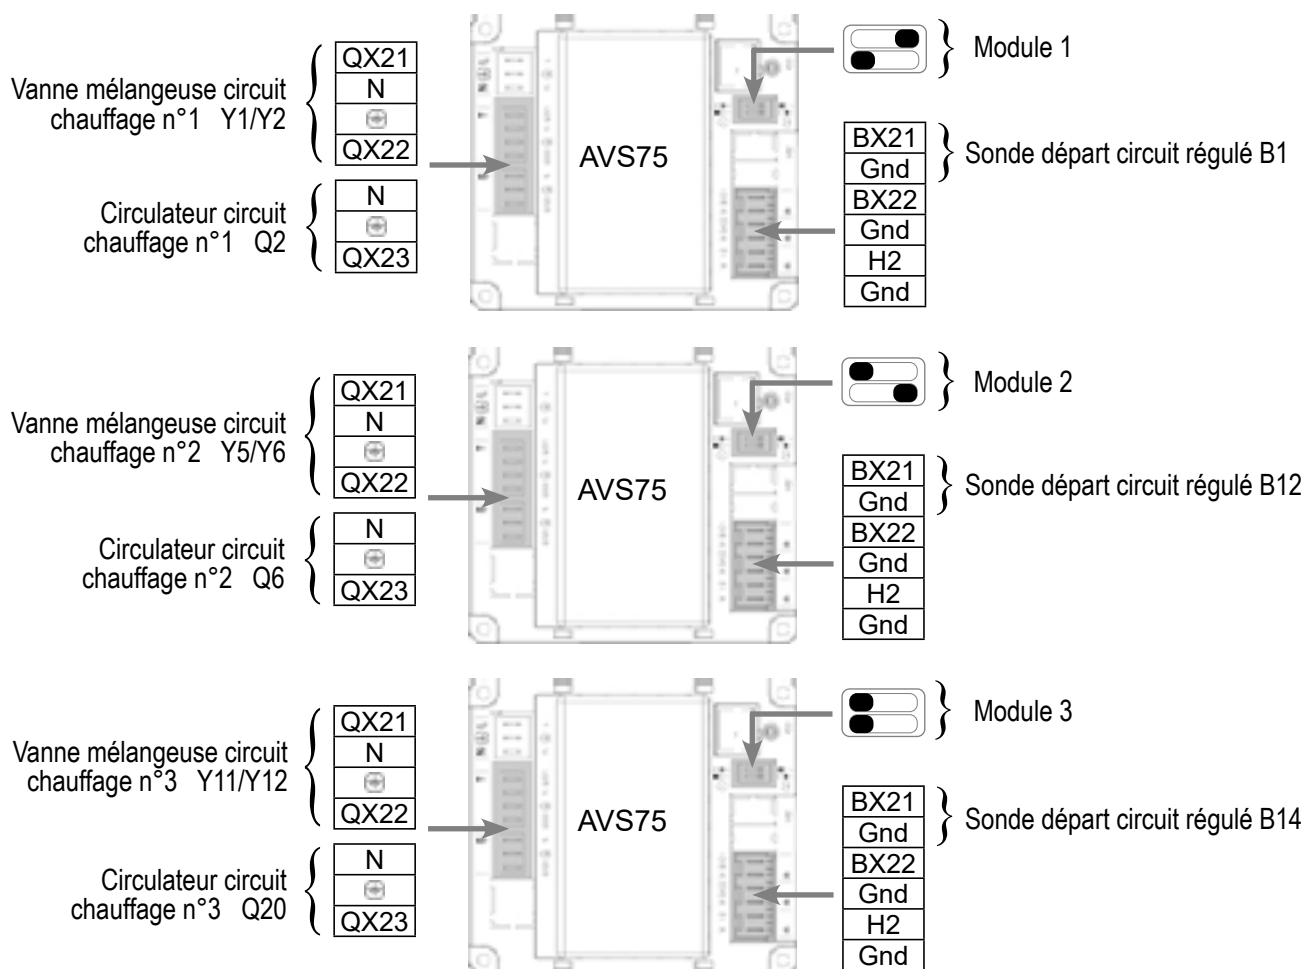 QX21
N
QX22
Vanne mélangeuse circuit
chauffage n°1 Y1/Y2
N
QX23
Circulateur circuit
chauffage n°1 Q2
AVS75
Module 1
BX21
Gnd
BX22
Gnd
H2
Gnd
Sonde départ circuit régulé B1
QX21
N
QX22
Vanne mélangeuse circuit
chauffage n°2 Y5/Y6
N
QX23
Circulateur circuit
chauffage n°2 Q6
AVS75
Module 2
BX21
Gnd
BX22
Gnd
H2
Gnd
Sonde départ circuit régulé B12
QX21
N
QX22
Vanne mélangeuse circuit
chauffage n°3 Y11/Y12
N
QX23
Circulateur circuit
chauffage n°3 Q20
AVS75
Module 3
BX21
Gnd
BX22
Gnd
H2
Gnd
Sonde départ circuit régulé B14